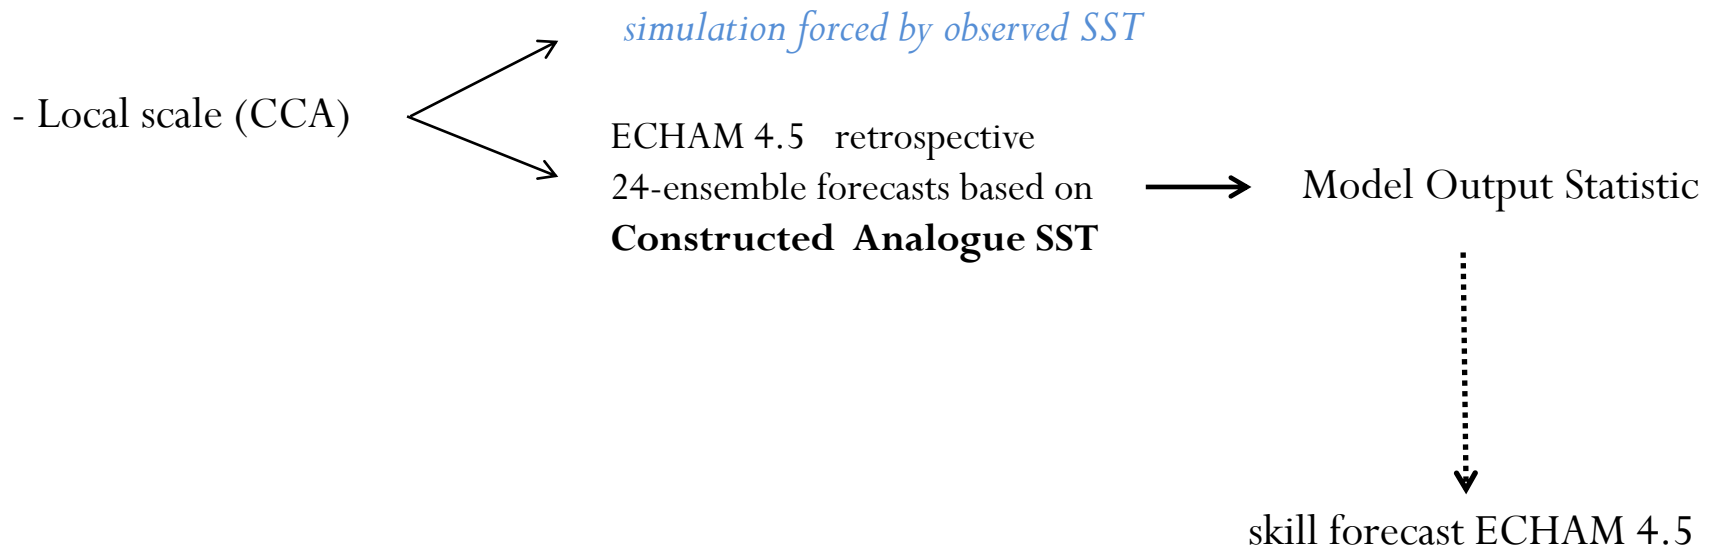 simulation forced by observed SST
- Local scale (CCA)
ECHAM 4.5 retrospective
24-ensemble forecasts based on
Constructed Analogue SST
Model Output Statistic
skill forecast ECHAM 4.5